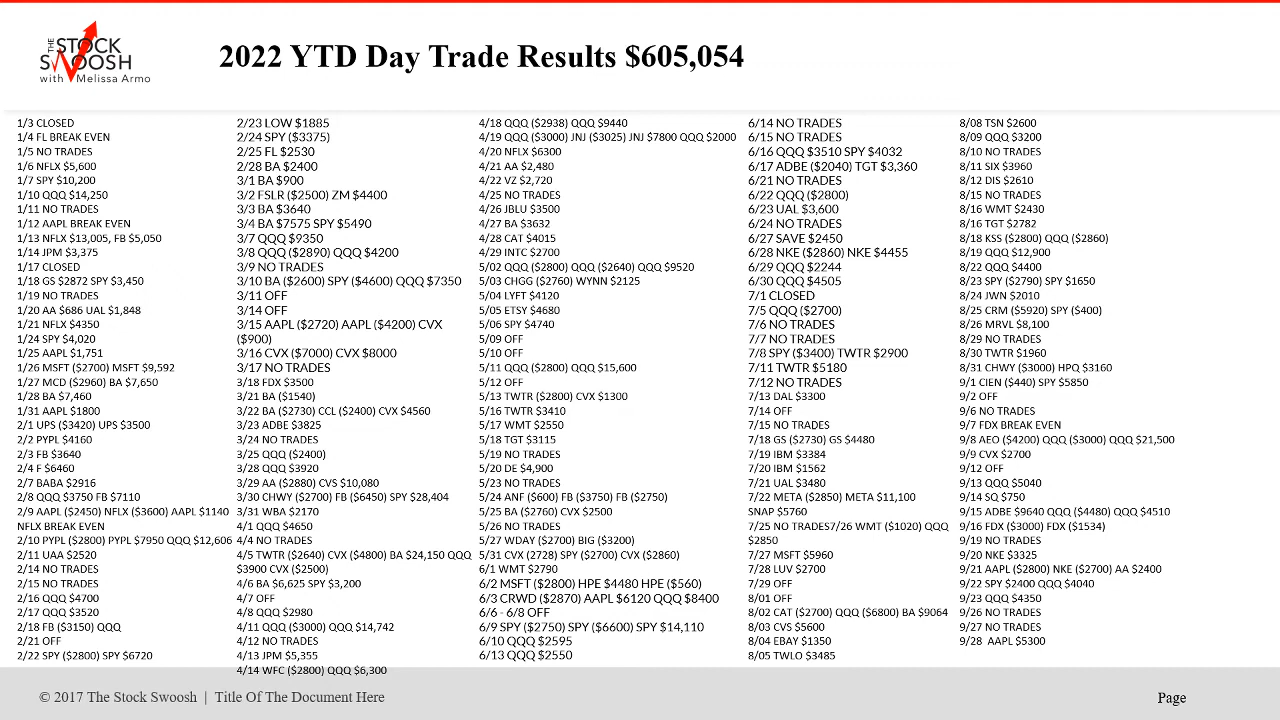 THE STOCK
SWOOSH
with Melissa Armo
2022 YTD Day Trade Results $605,054
1/3 CLOSED
1/4 FL BREAK EVEN
1/5 NO TRADES
1/6 NFLX $5,600
1/7 SPY $10,200
1/10 QQQ $14,250
1/11 NO TRADES
1/12 AAPL BREAK EVEN
1/13 NFLX $13,005, FB $5,050
1/14 JPM $3,375
1/17 CLOSED
1/18 GS $2872 SPY $3,450
1/19 NO TRADES
1/20 AA $686 UAL $1,848
1/21 NFLX $4350
1/24 SPY $4,020
1/25 AAPL $1,751
1/26 MSFT ($2700) MSFT $9,592
1/27 MCD ($2960) BA $7,650
1/28 BA $7,460
1/31 AAPL $1800
2/1 UPS ($3420) UPS $3500
2/2 PYPL $4160
2/3 FB $3640
2/4 F $6460
2/7 BABA $2916
2/8 QQQ $3750 FB $7110
2/9 AAPL ($2450) NFLX ($3600) AAPL $1140
NFLX BREAK EVEN
2/10 PYPL ($2800) PYPL $7950 QQQ $12,606
2/11 UAA $2520
2/14 NO TRADES
2/15 NO TRADES
2/16 QQQ $4700
2/17 QQQ $3520
2/18 FB ($3150) QQQ
2/21 OFF
2/22 SPY ($2800) SPY $6720
2/23 LOW $1885
2/24 SPY ($3375)
2/25 FL $2530
2/28 BA $2400
3/1 BA $900
3/2 FSLR ($2500) ZM $4400
3/3 BA $3640
3/4 BA $7575 SPY $5490
3/7 QQQ $9350
3/8 QQQ ($2890) QQQ $4200
3/9 NO TRADES
3/10 BA ($2600) SPY ($4600) QQQ $7350
3/11 OFF
3/14 OFF
3/15 AAPL ($2720) AAPL ($4200) CVX
($900)
3/16 CVX ($7000) CVX $8000
3/17 NO TRADES
3/18 FDX $3500
3/21 BA ($1540)
3/22 BA ($2730) CCL ($2400) CVX $4560
3/23 ADBE $3825
3/24 NO TRADES
3/25 QQQ ($2400)
3/28 QQQ $3920
3/29 AA ($2880) CVS $10,080
3/30 CHWY ($2700) FB ($6450) SPY $28,404
3/31 WBA $2170
4/1 QQQ $4650
4/4 NO TRADES
4/5 TWTR ($2640) CVX ($4800) BA $24,150 QQQ
$3900 CVX ($2500)
4/6 BA $6,625 SPY $3,200
4/7 OFF
4/8 QQQ $2980
4/11 QQQ ($3000) QQQ $14,742
4/12 NO TRADES
4/13 JPM $5,355
4/14 WFC ($2800) QQQ $6,300
4/18 QQQ ($2938) QQQ $9440
4/19 QQQ ($3000) JNJ ($3025) JNJ $7800 QQQ $2000
4/20 NFLX $6300
4/21 AA $2,480
4/22 VZ $2,720
4/25 NO TRADES
4/26 JBLU $3500
4/27 BA $3632
4/28 CAT $4015
4/29 INTC $2700
5/02 QQQ ($2800) QQQ ($2640) QQQ $9520
5/03 CHGG ($2760) WYNN $2125
5/04 LYFT $4120
5/05 ETSY $4680
5/06 SPY $4740
5/09 OFF
5/10 OFF
5/11 QQQ ($2800) QQQ $15,600
5/12 OFF
5/13 TWTR ($2800) CVX $1300
5/16 TWTR $3410
5/17 WMT $2550
5/18 TGT $3115
5/19 NO TRADES
5/20 DE $4,900
5/23 NO TRADES
5/24 ANF ($600) FB ($3750) FB ($2750)
5/25 BA ($2760) CVX $2500
5/26 NO TRADES
5/27 WDAY ($2700) BIG ($3200)
5/31 CVX (2728) SPY ($2700) CVX ($2860)
6/1 WMT $2790
6/2 MSFT ($2800) HPE $4480 HPE ($560)
6/3 CRWD ($2870) AAPL $6120 QQQ $8400
6/6 - 6/8 OFF
6/9 SPY ($2750) SPY ($6600) SPY $14,110
6/10 QQQ $2595
6/13 QQQ $2550
6/14 NO TRADES
6/15 NO TRADES
6/16 QQQ $3510 SPY $4032
6/17 ADBE ($2040) TGT $3,360
6/21 NO TRADES
6/22 QQQ ($2800)
6/23 UAL $3,600
6/24 NO TRADES
6/27 SAVE $2450
6/28 NKE ($2860) NKE $4455
6/29 QQQ $2244
6/30 QQQ $4505
7/1 CLOSED
7/5 QQQ ($2700)
7/6 NO TRADES
7/7 NO TRADES
7/8 SPY ($3400) TWTR $2900
7/11 TWTR $5180
7/12 NO TRADES
7/13 DAL $3300
7/14 OFF
7/15 NO TRADES
7/18 GS ($2730) GS $4480
7/19 IBM $3384
7/20 IBM $1562
7/21 UAL $3480
7/22 META ($2850) META $11,100
SNAP $5760
7/25 NO TRADES7/26 WMT ($1020) QQQ
$2850
7/27 MSFT $5960
7/28 LUV $2700
7/29 OFF
8/01 OFF
8/02 CAT ($2700) QQQ ($6800) BA $9064
8/03 CVS $5600
8/04 EBAY $1350
8/05 TWLO $3485
8/08 TSN $2600
8/09 QQQ $3200
8/10 NO TRADES
8/11 SIX $3960
8/12 DIS $2610
8/15 NO TRADES
8/16 WMT $2430
8/16 TGT $2782
8/18 KSS ($2800) QQQ ($2860)
8/19 QQQ $12,900
8/22 QQQ $4400
8/23 SPY ($2790) SPY $1650
8/24 JWN $2010
8/25 CRM ($5920) SPY ($400)
8/26 MRVL $8,100
8/29 NO TRADES
8/30 TWTR $1960
8/31 CHWY ($3000) HPQ $3160
9/1 CIEN ($440) SPY $5850
9/2 OFF
9/6 NO TRADES
9/7 FDX BREAK EVEN
9/8 AEO ($4200) QQQ ($3000) QQQ $21,500
9/9 CVX $2700
9/12 OFF
9/13 QQQ $5040
9/14 SQ $750
9/15 ADBE $9640 QQQ ($4480) QQQ $4510
9/16 FDX ($3000) FDX ($1534)
9/19 NO TRADES
9/20 NKE $3325
9/21 AAPL ($2800) NKE ($2700) AA $2400
9/22 SPY $2400 QQQ $4040
9/23 QQQ $4350
9/26 NO TRADES
9/27 NO TRADES
9/28 AAPL $5300
© 2017 The Stock Swoosh | Title Of The Document Here
Page